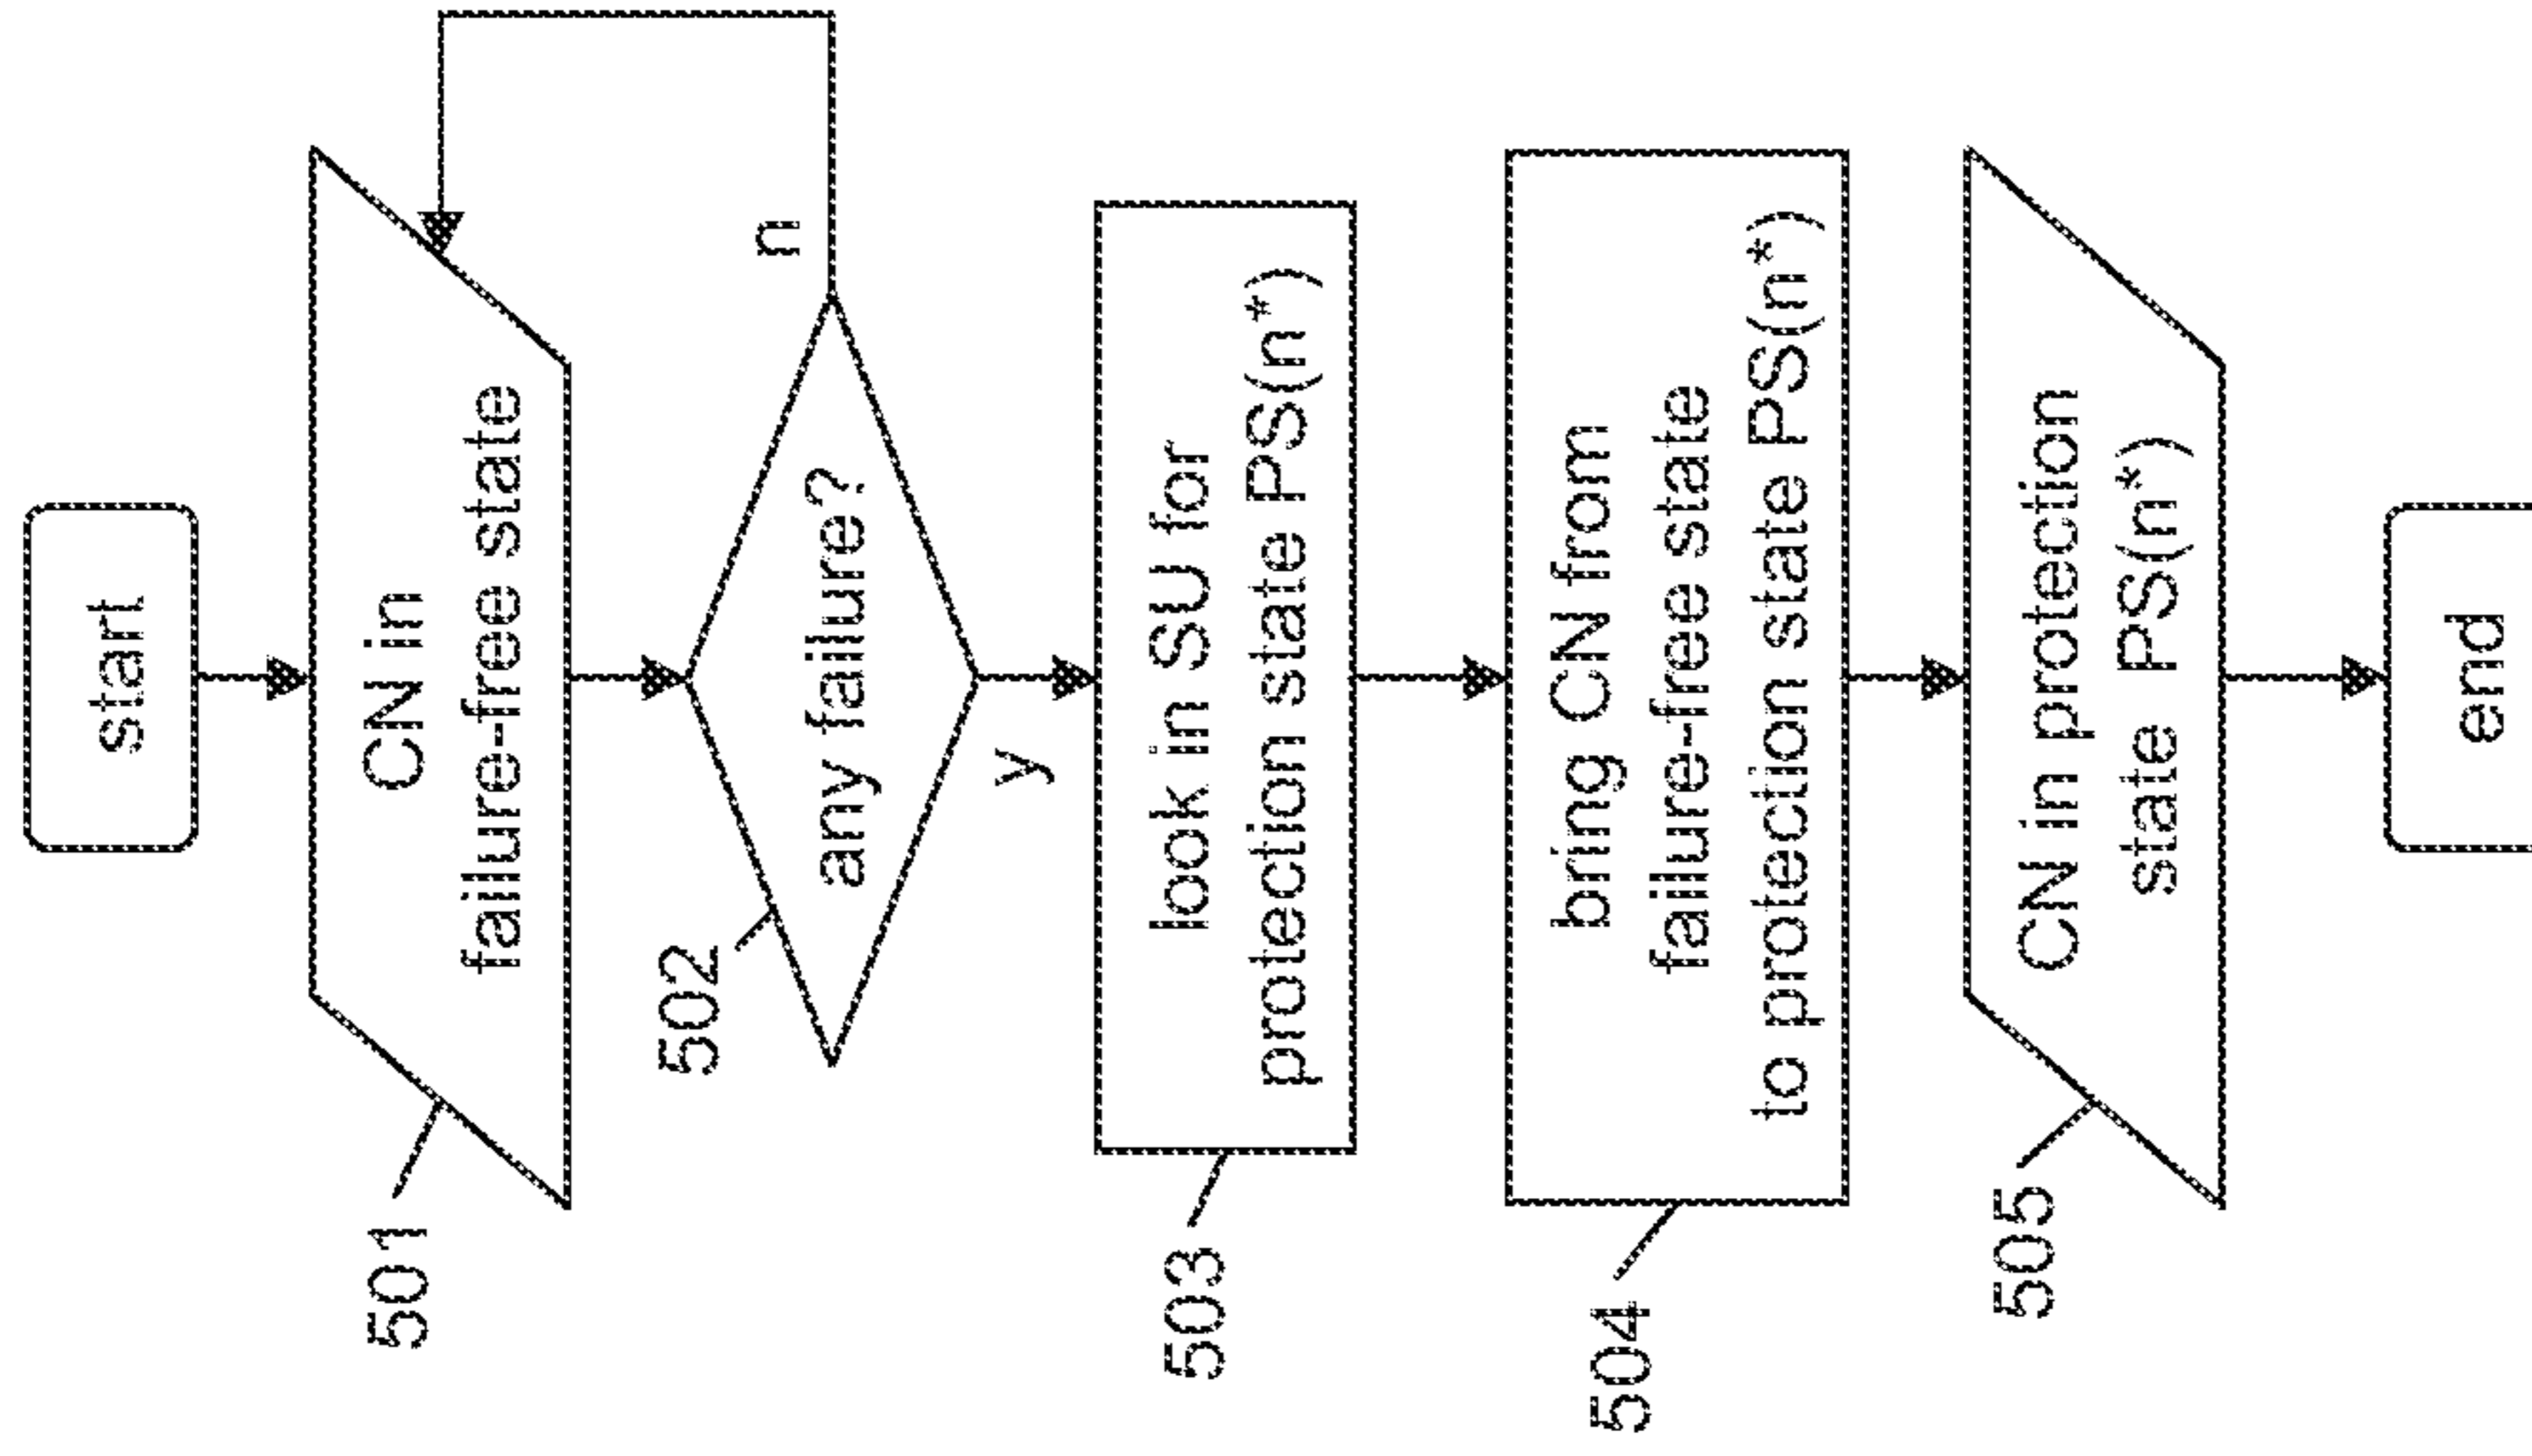 start
501
CN in
failure-free state
502
any failure?
n
y
503
look in SU for
protection state PS(n*)
504
bring CN from
failure-free state
to protection state PS(n*)
505
CN in protection
state PS(n*)
end